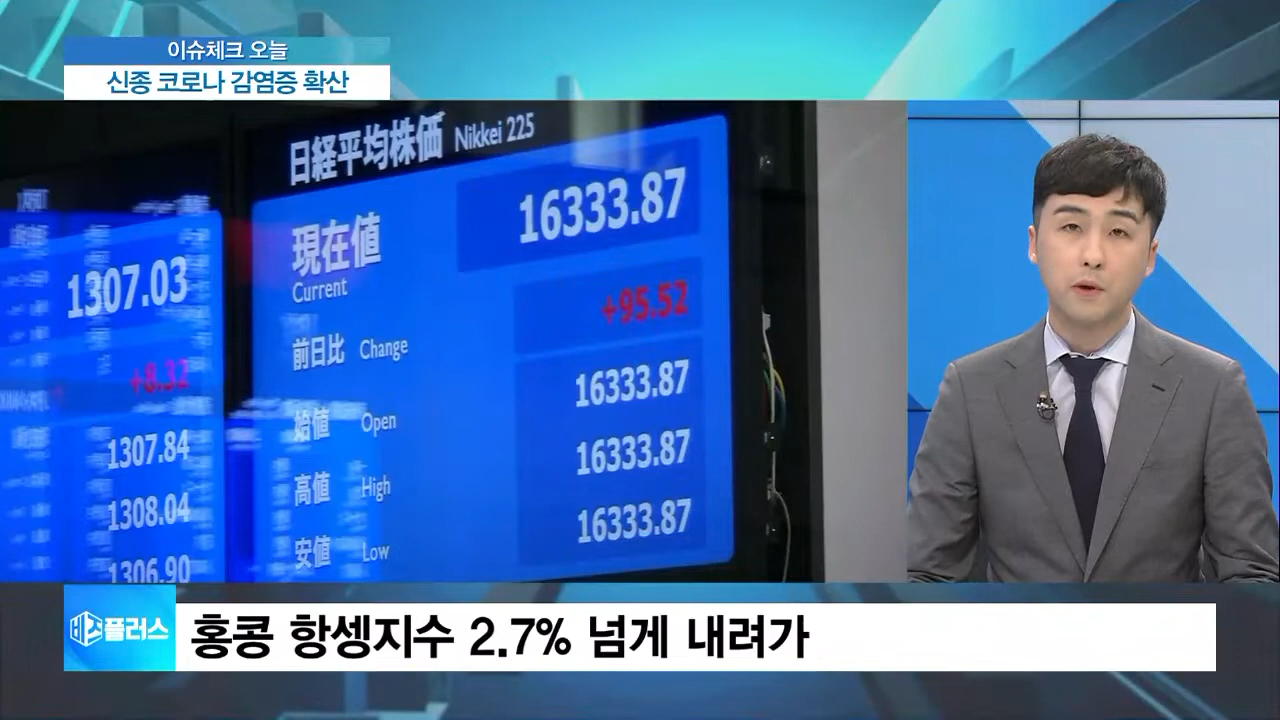 이슈체크 오늘
신종 코로나 감염증 확산
日経平均株価 Nikkei 225
現在値 16333.87
Current
+95.52
前日比 Change
16333.87
始値 Open
16333.87
高値 High
16333.87
安値 Low
1307.03
+8.32
1307.84
1308.04
1306.90
비즈플러스
홍콩 항셍지수 2.7% 넘게 내려가